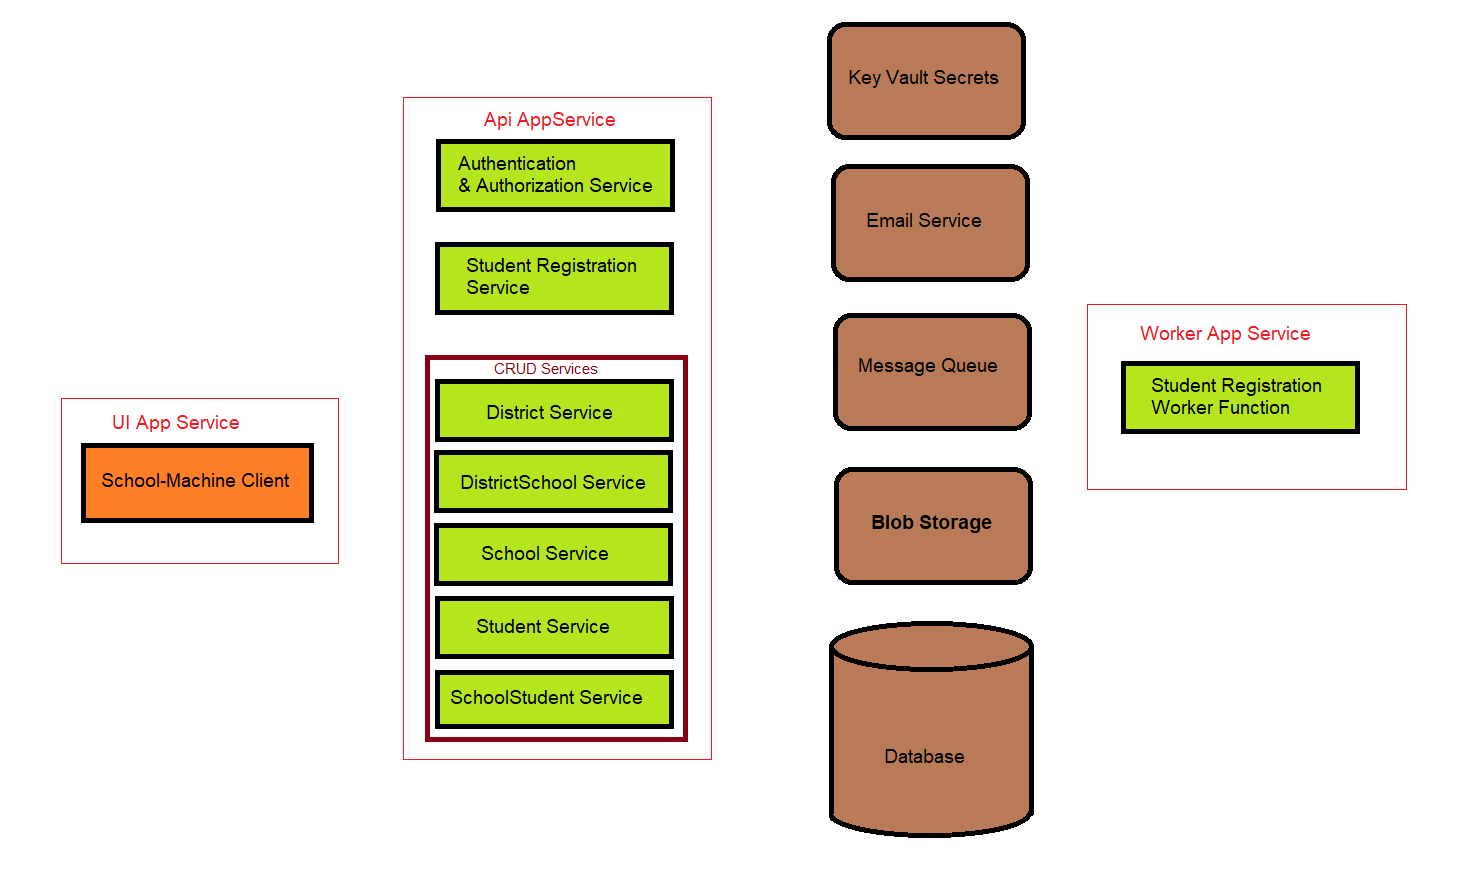 UI App Service
School-Machine Client
Api AppService
Authentication
& Authorization Service
Student Registration
Service
CRUD Services
District Service
DistrictSchool Service
School Service
Student Service
SchoolStudent Service
Key Vault Secrets
Email Service
Message Queue
Blob Storage
Database
Worker App Service
Student Registration
Worker Function